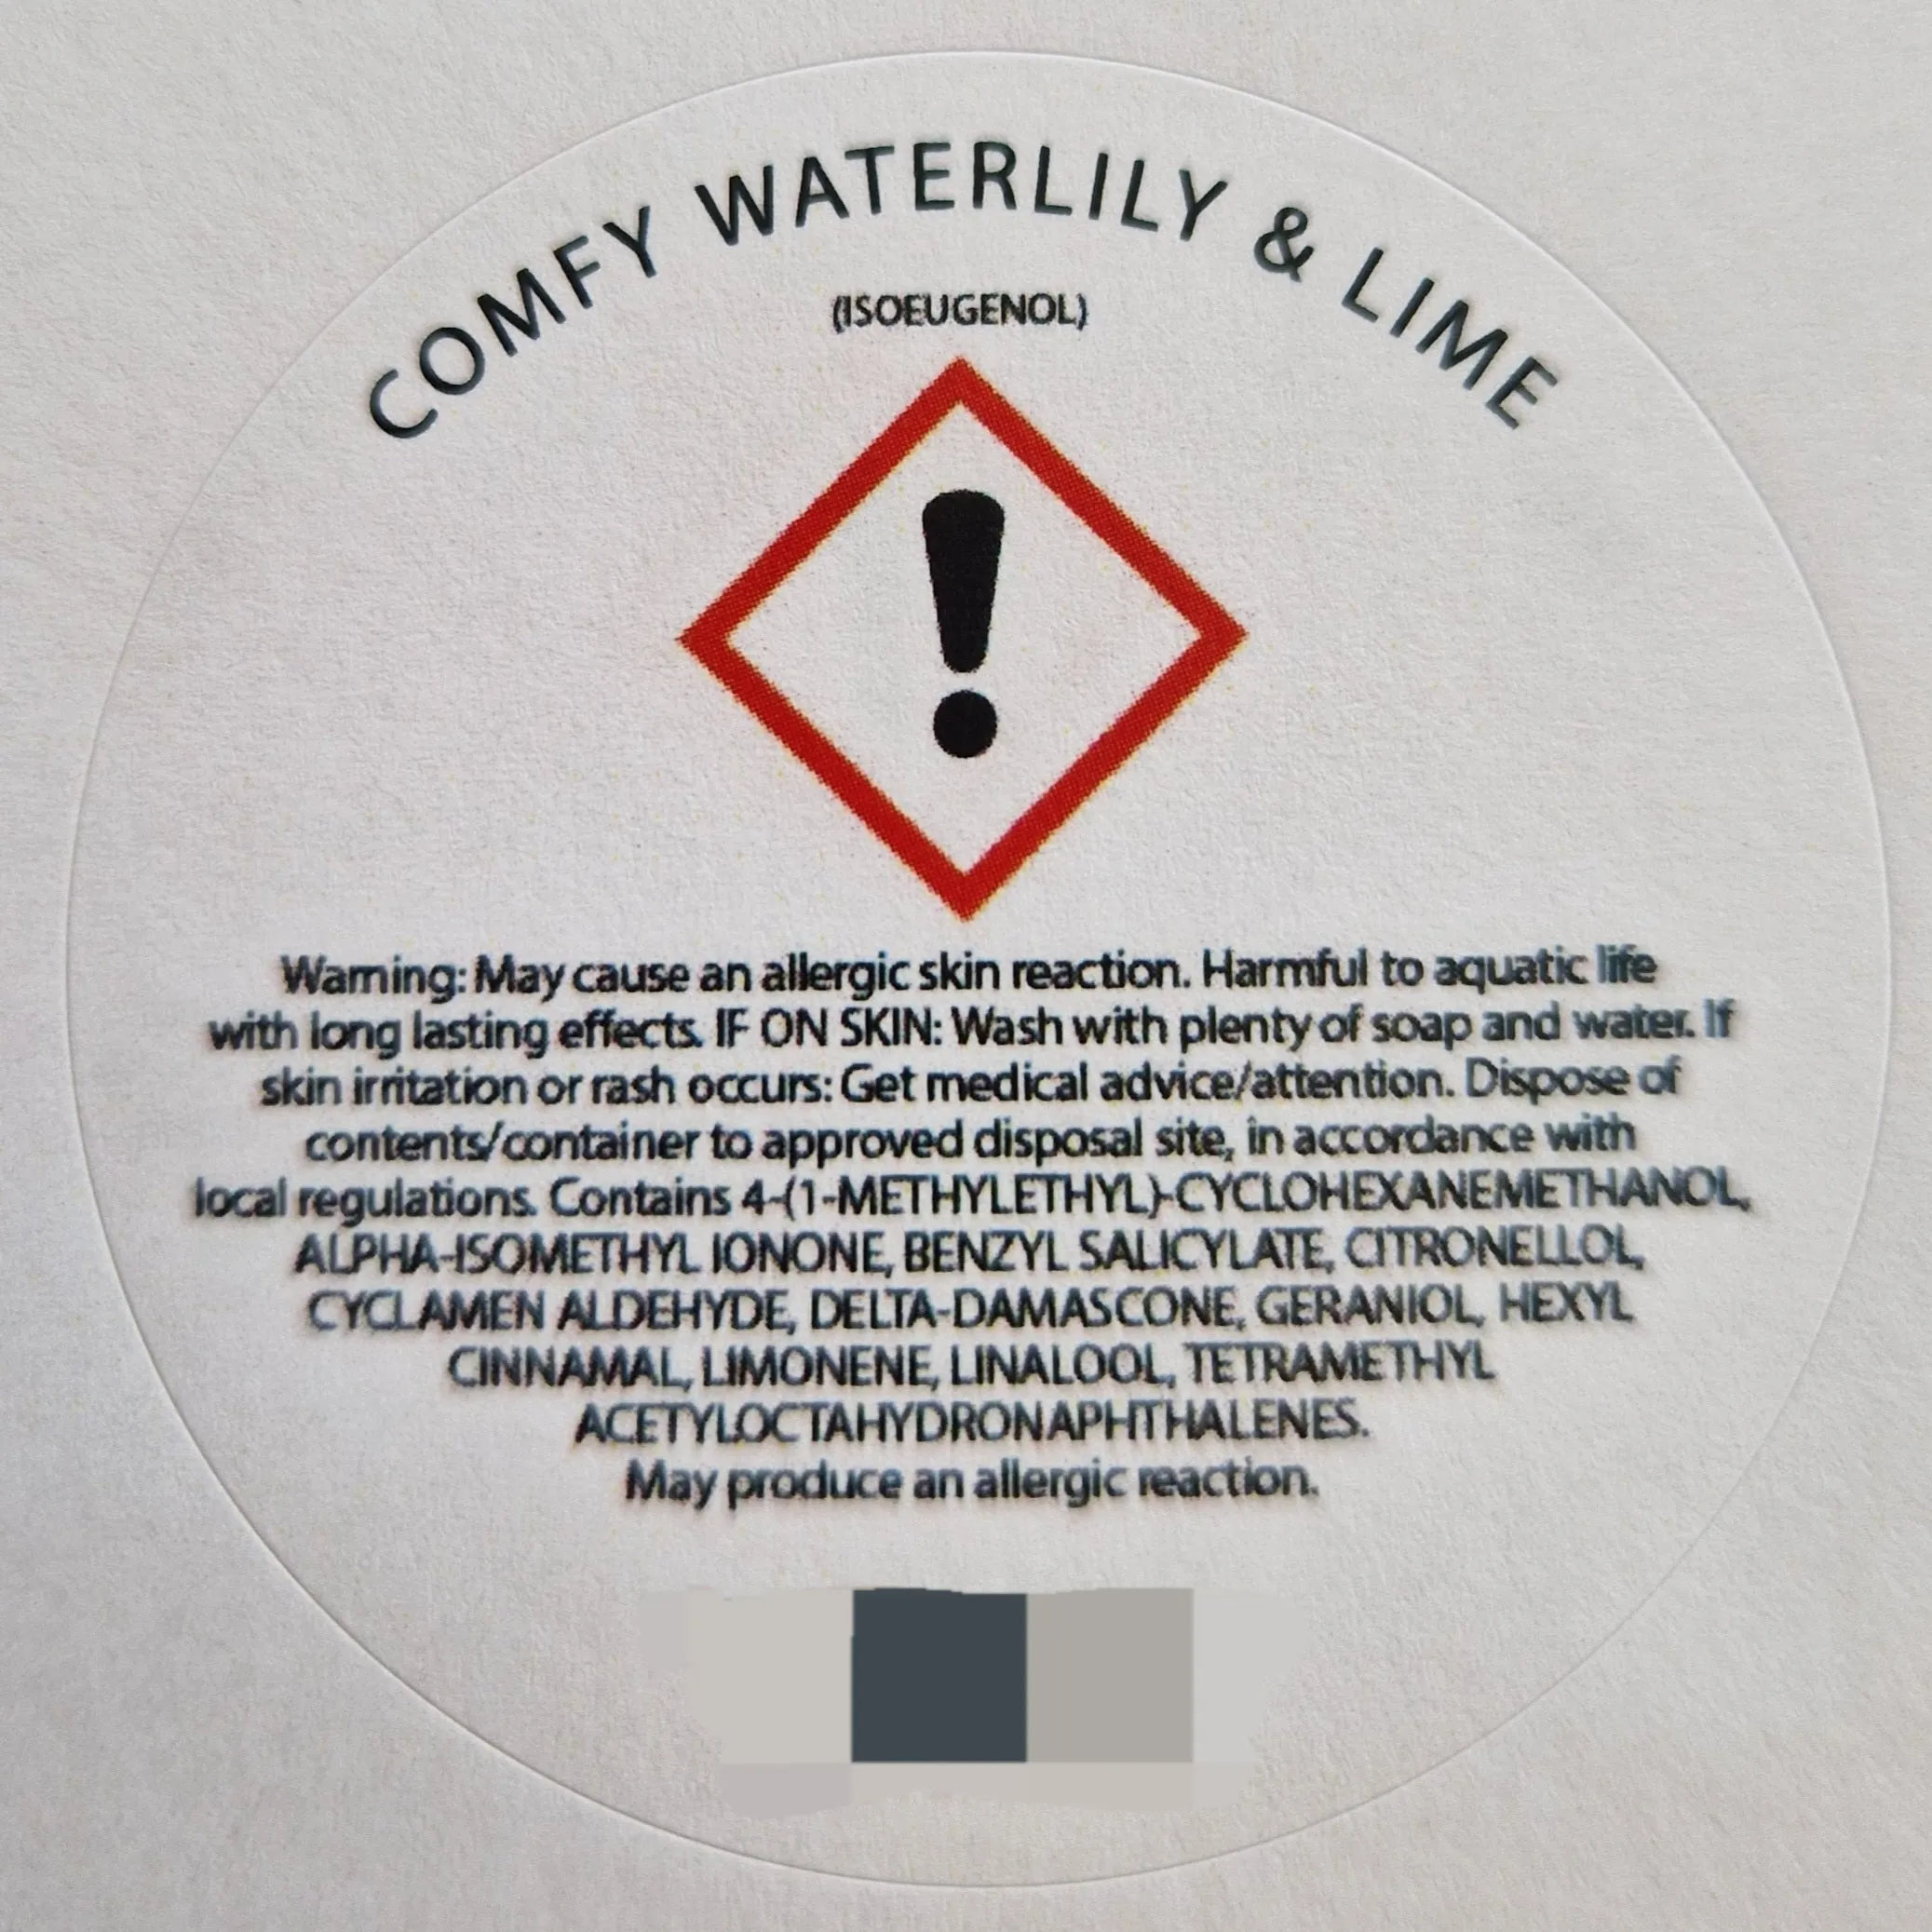 COMFY WATERLILY & LIME
(ISOEUGENOL)
!
Warning: May cause an allergic skin reaction. Harmful to aquatic life
with long lasting effects. IF ON SKIN: Wash with plenty of soap and water. If
skin irritation or rash occurs: Get medical advice/attention. Dispose of
contents/container to approved disposal site, in accordance with
local regulations. Contains 4-(1-METHYLETHYL)-CYCLOHEXANEMETHANOL,
ALPHA-ISOMETHYL IONONE, BENZYL SALICYLATE, CITRONELLOL,
CYCLAMEN ALDEHYDE, DELTA-DAMASCONE, GERANIOL, HEXYL
CINNAMAL, LIMONENE, LINALOOL, TETRAMETHYL
ACETYLOCTAHYDRONAPHTHALENES.
May produce an allergic reaction.